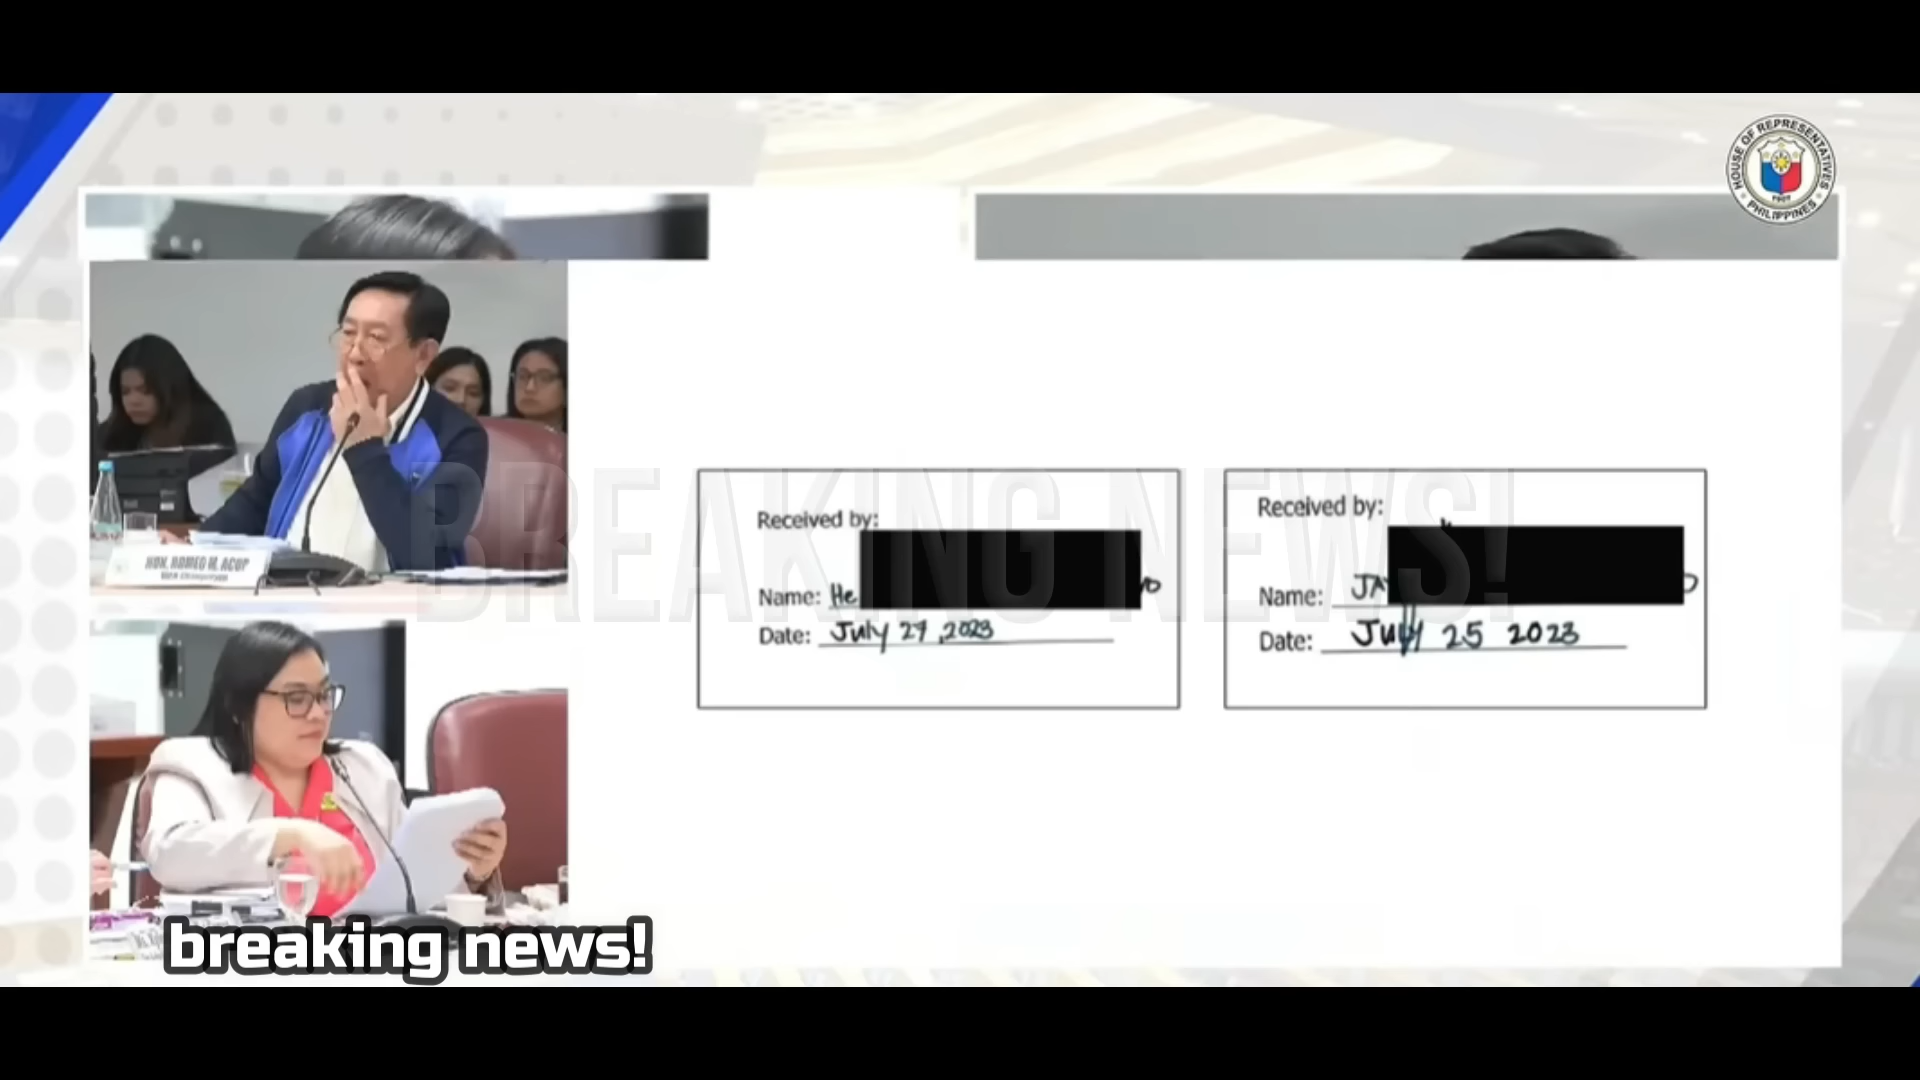 HOUSE OF REPRESENTATIVES
PHILIPPINES
BREAKING NEWS!
Received by:
Name: He
Date: July 27, 2023
Received by:
Name: JA
Date: July 25 2023
HON. ROMEO M. ACOP
breaking news!